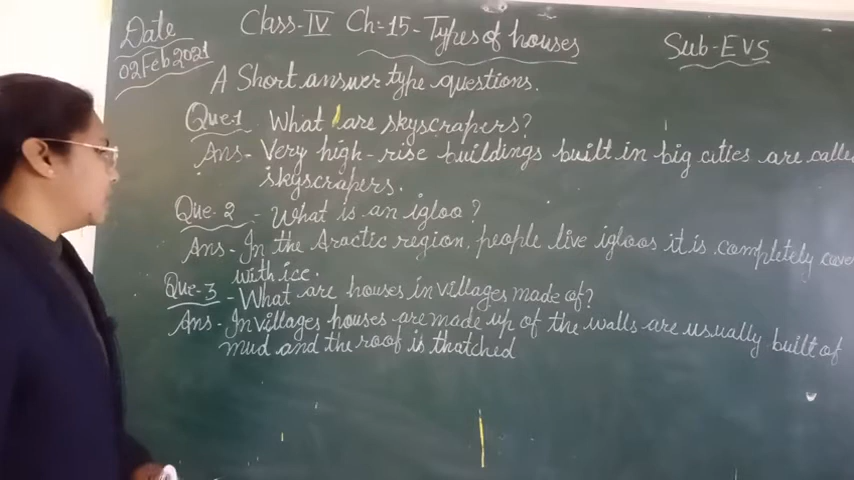 Date
02 Feb 2021
Class-IV Ch-15-Types of houses
Sub-EVS
A Short answer type questions.
Que-1 What are skyscrapers?
Ans- Very high-rise buildings built in big cities are calle
skyscrapers.
Que-2 - What is an igloo?
Ans- In the Aractic region, people live igloos it is completely cove
with ice.
Que-3 - What are houses in villages made of?
Ans- In villages houses are made up of the walls are usually built of
mud and the roof is thatched